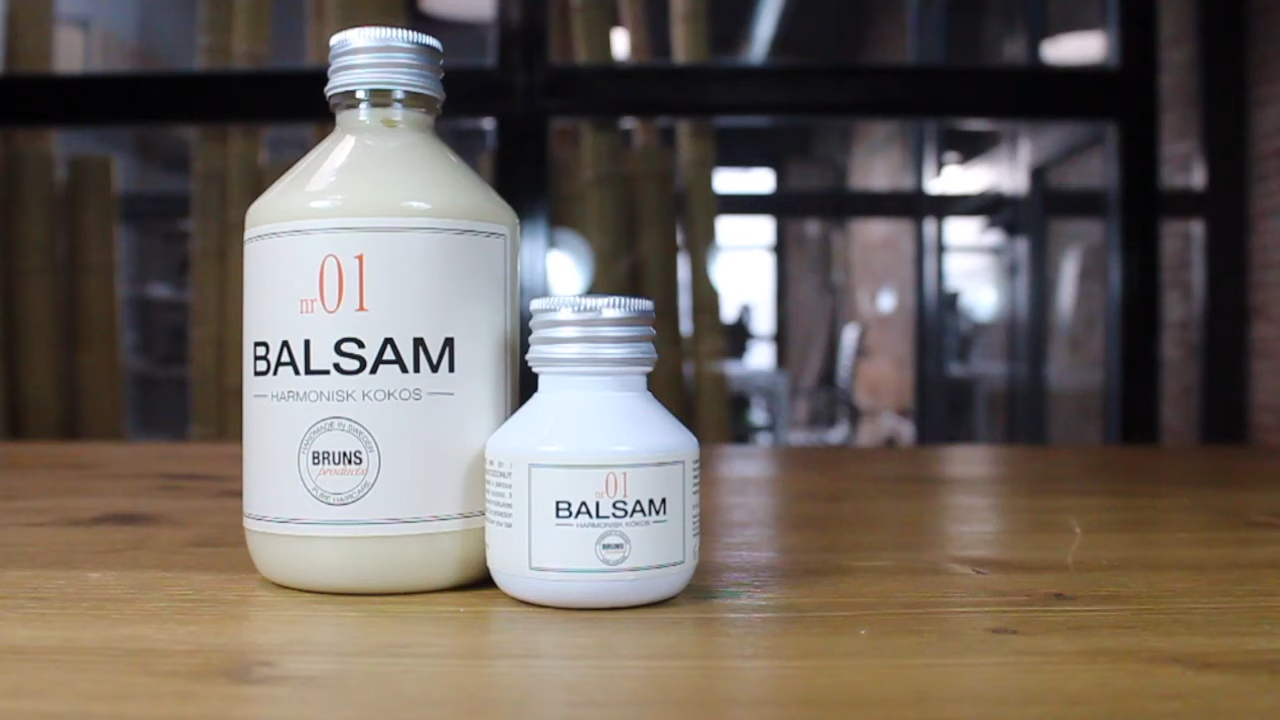 nr01
BALSAM
HARMONISK KOKOS
HANDMADE IN SWEDEN
BRUNS
products
PURE HAIRCARE
nr01
BALSAM
HARMONISK KOKOS
BRUNS